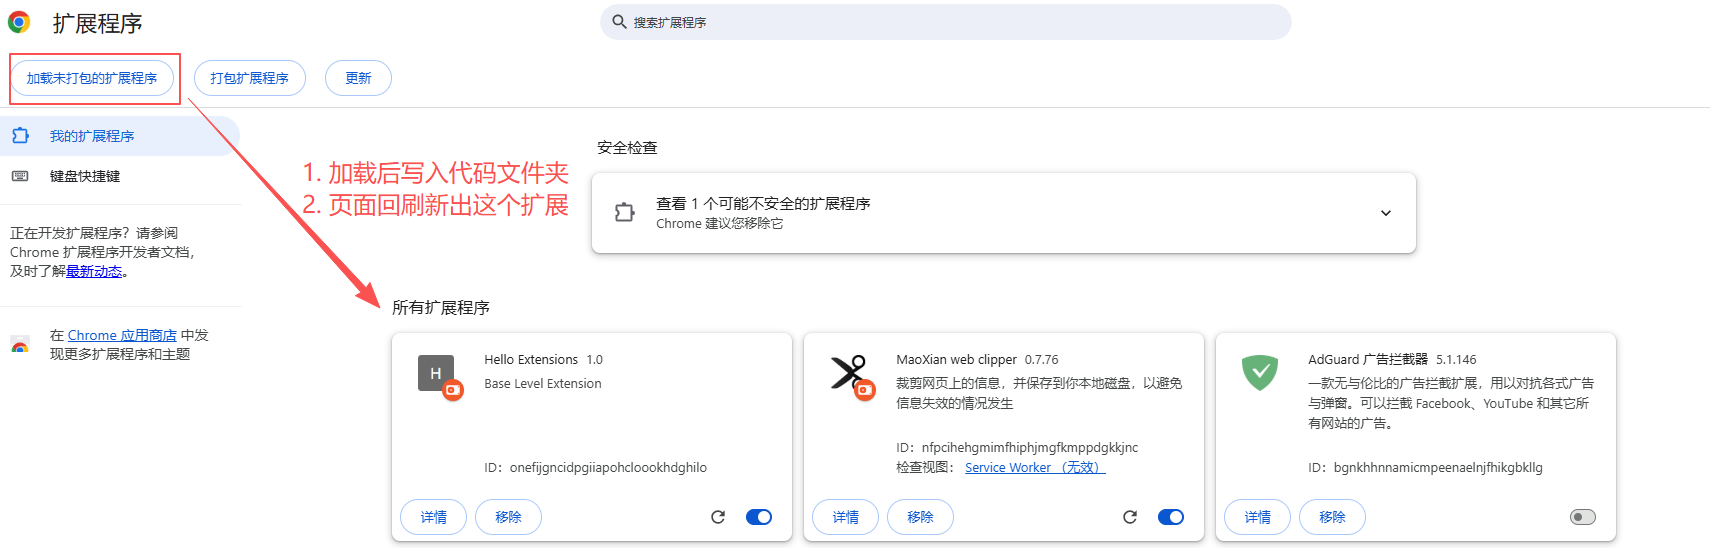 扩展程序
搜索扩展程序
加载未打包的扩展程序
打包扩展程序
更新
我的扩展程序
键盘快捷键
正在开发扩展程序？请参阅
Chrome 扩展程序开发者文档，
及时了解最新动态。
在 Chrome 应用商店 中发
现更多扩展程序和主题
1. 加载后写入代码文件夹
2. 页面回刷新出这个扩展
安全检查
查看 1 个可能不安全的扩展程序
Chrome 建议您移除它
所有扩展程序
H
Hello Extensions 1.0
Base Level Extension
ID：onefijgncidpgiiapohcloookhdghilo
详情
移除
MaoXian web clipper 0.7.76
裁剪网页上的信息，并保存到你本地磁盘，以避免
信息失效的情况发生
ID：nfpcihehgmimfhiphjmgfkmppdgkkjnc
检查视图： Service Worker （无效）
详情
移除
AdGuard 广告拦截器 5.1.146
一款无与伦比的广告拦截扩展，用以对抗各式广告
与弹窗。可以拦截 Facebook、YouTube 和其它所
有网站的广告。
ID：bgnkhhnnamicmpeenaelnjfhikgbkllg
详情
移除